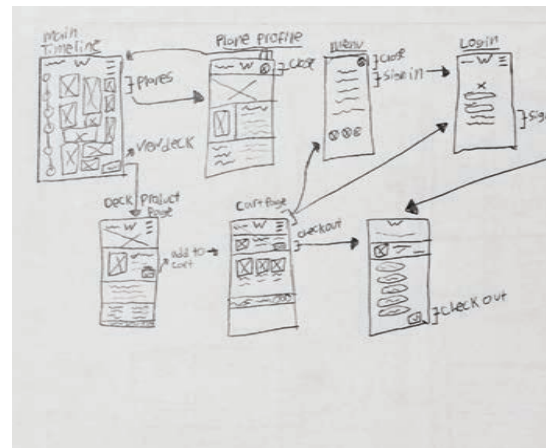 Main
Timeline
Plane Profile
Menu
Login
W
W
W
close
close
sign in
Planes
sign
view deck
Deck Product
Page
Cart Page
W
W
W
add to
cart
checkout
check out